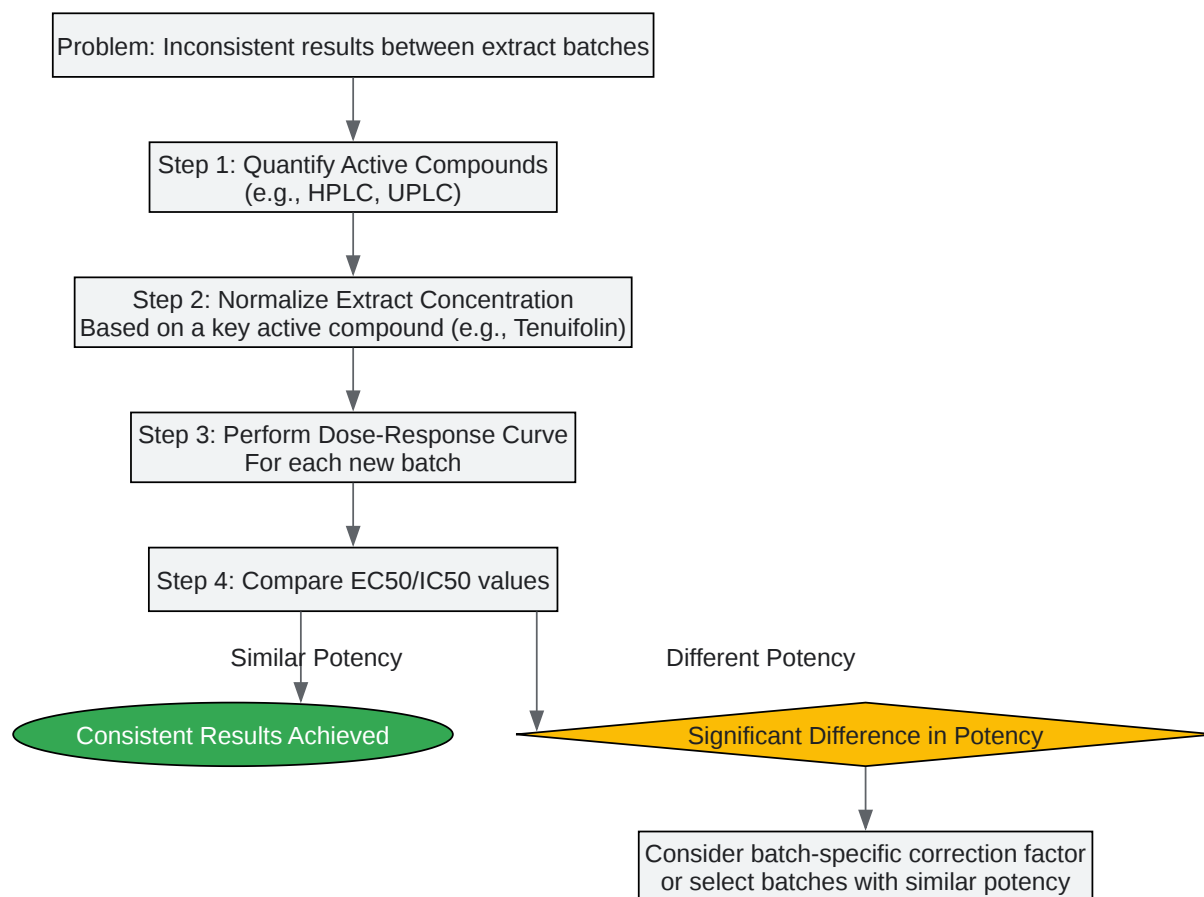 Problem: Inconsistent results between extract batches
Step 1: Quantify Active Compounds
(e.g., HPLC, UPLC)
Step 2: Normalize Extract Concentration
Based on a key active compound (e.g., Tenuifolin)
Step 3: Perform Dose-Response Curve
For each new batch
Step 4: Compare EC50/IC50 values
Similar Potency
Different Potency
Consistent Results Achieved
Significant Difference in Potency
Consider batch-specific correction factor
or select batches with similar potency